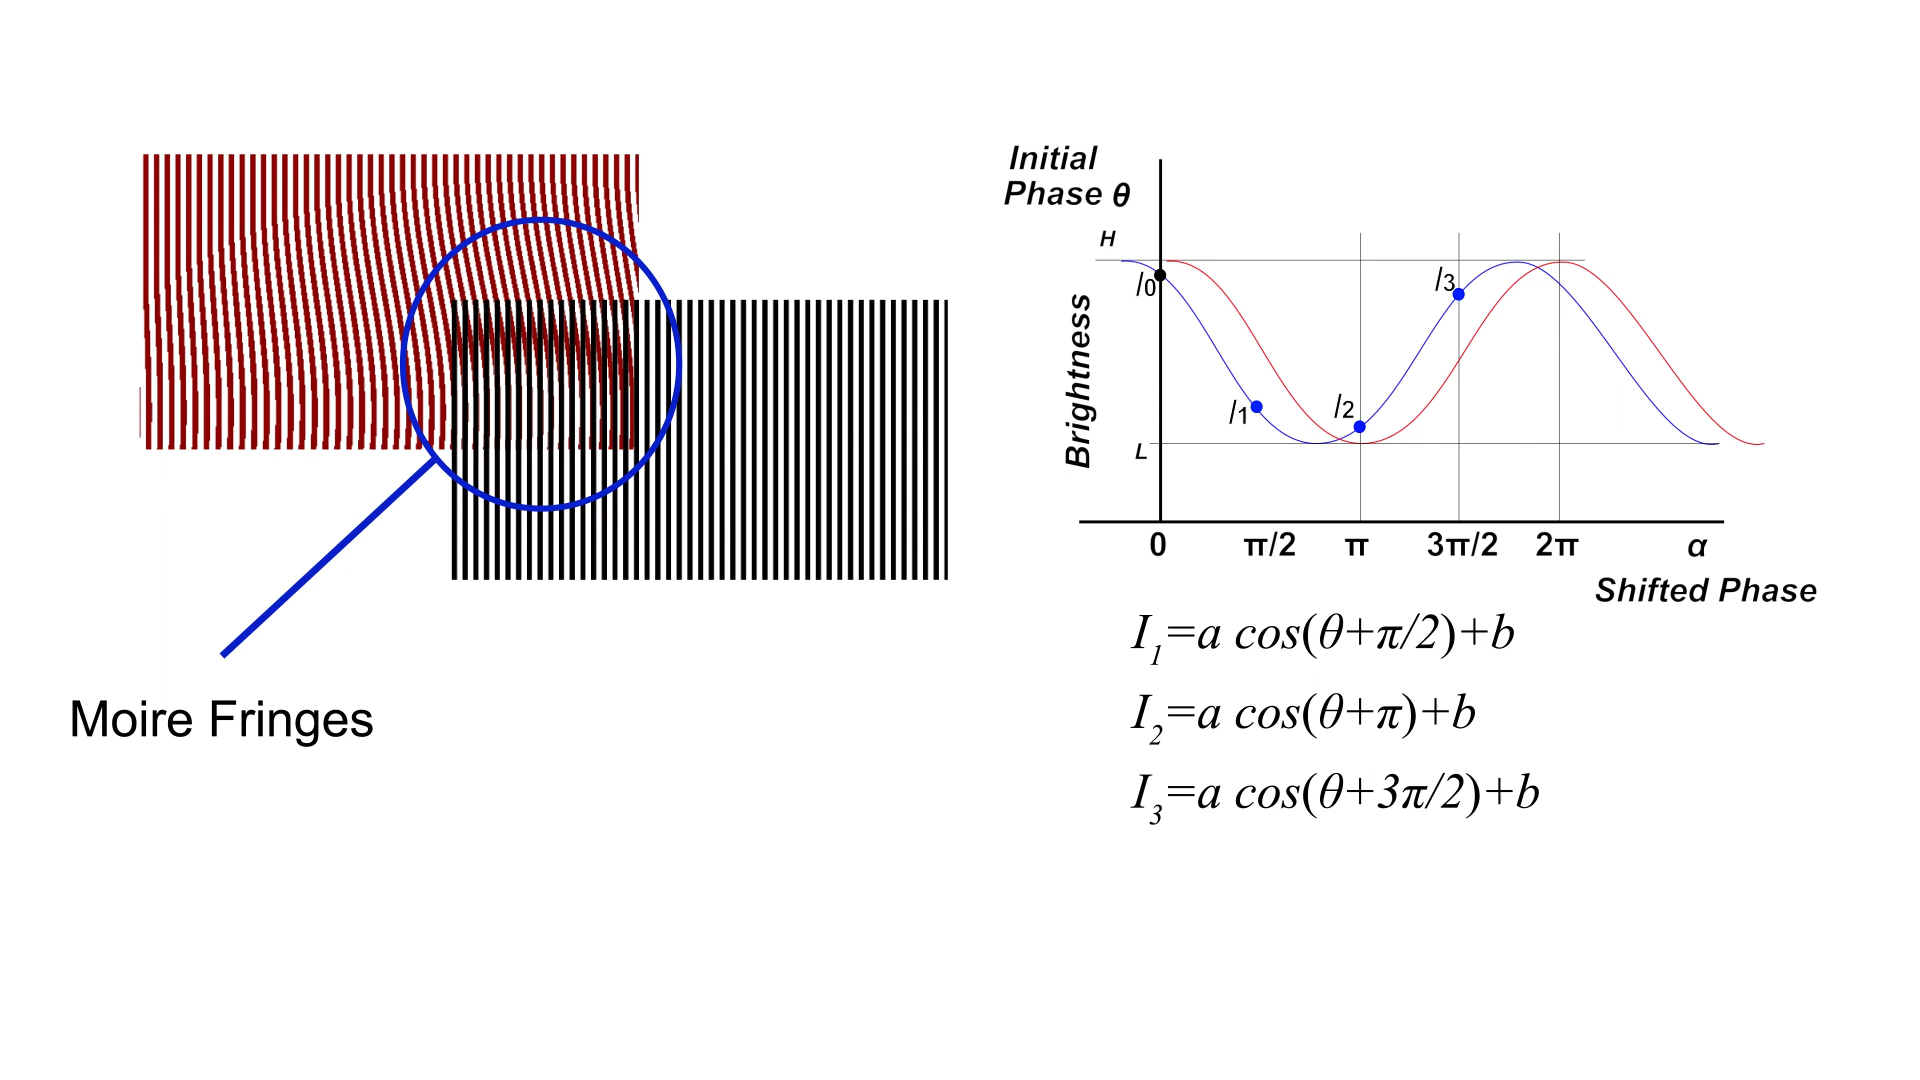 Moire Fringes
Initial
Phase θ
H
I0
I3
I1
I2
L
Brightness
0 π/2 π 3π/2 2π α
Shifted Phase
I1=a cos(θ+π/2)+b
I2=a cos(θ+π)+b
I3=a cos(θ+3π/2)+b